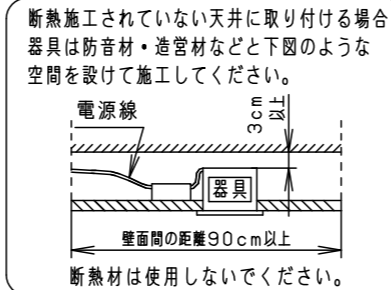 断熱施工されていない天井に取り付ける場合
器具は防音材・造営材などと下図のような
空間を設けて施工してください。
電源線
3cm
以上
器具
壁面間の距離90cm以上
断熱材は使用しないでください。